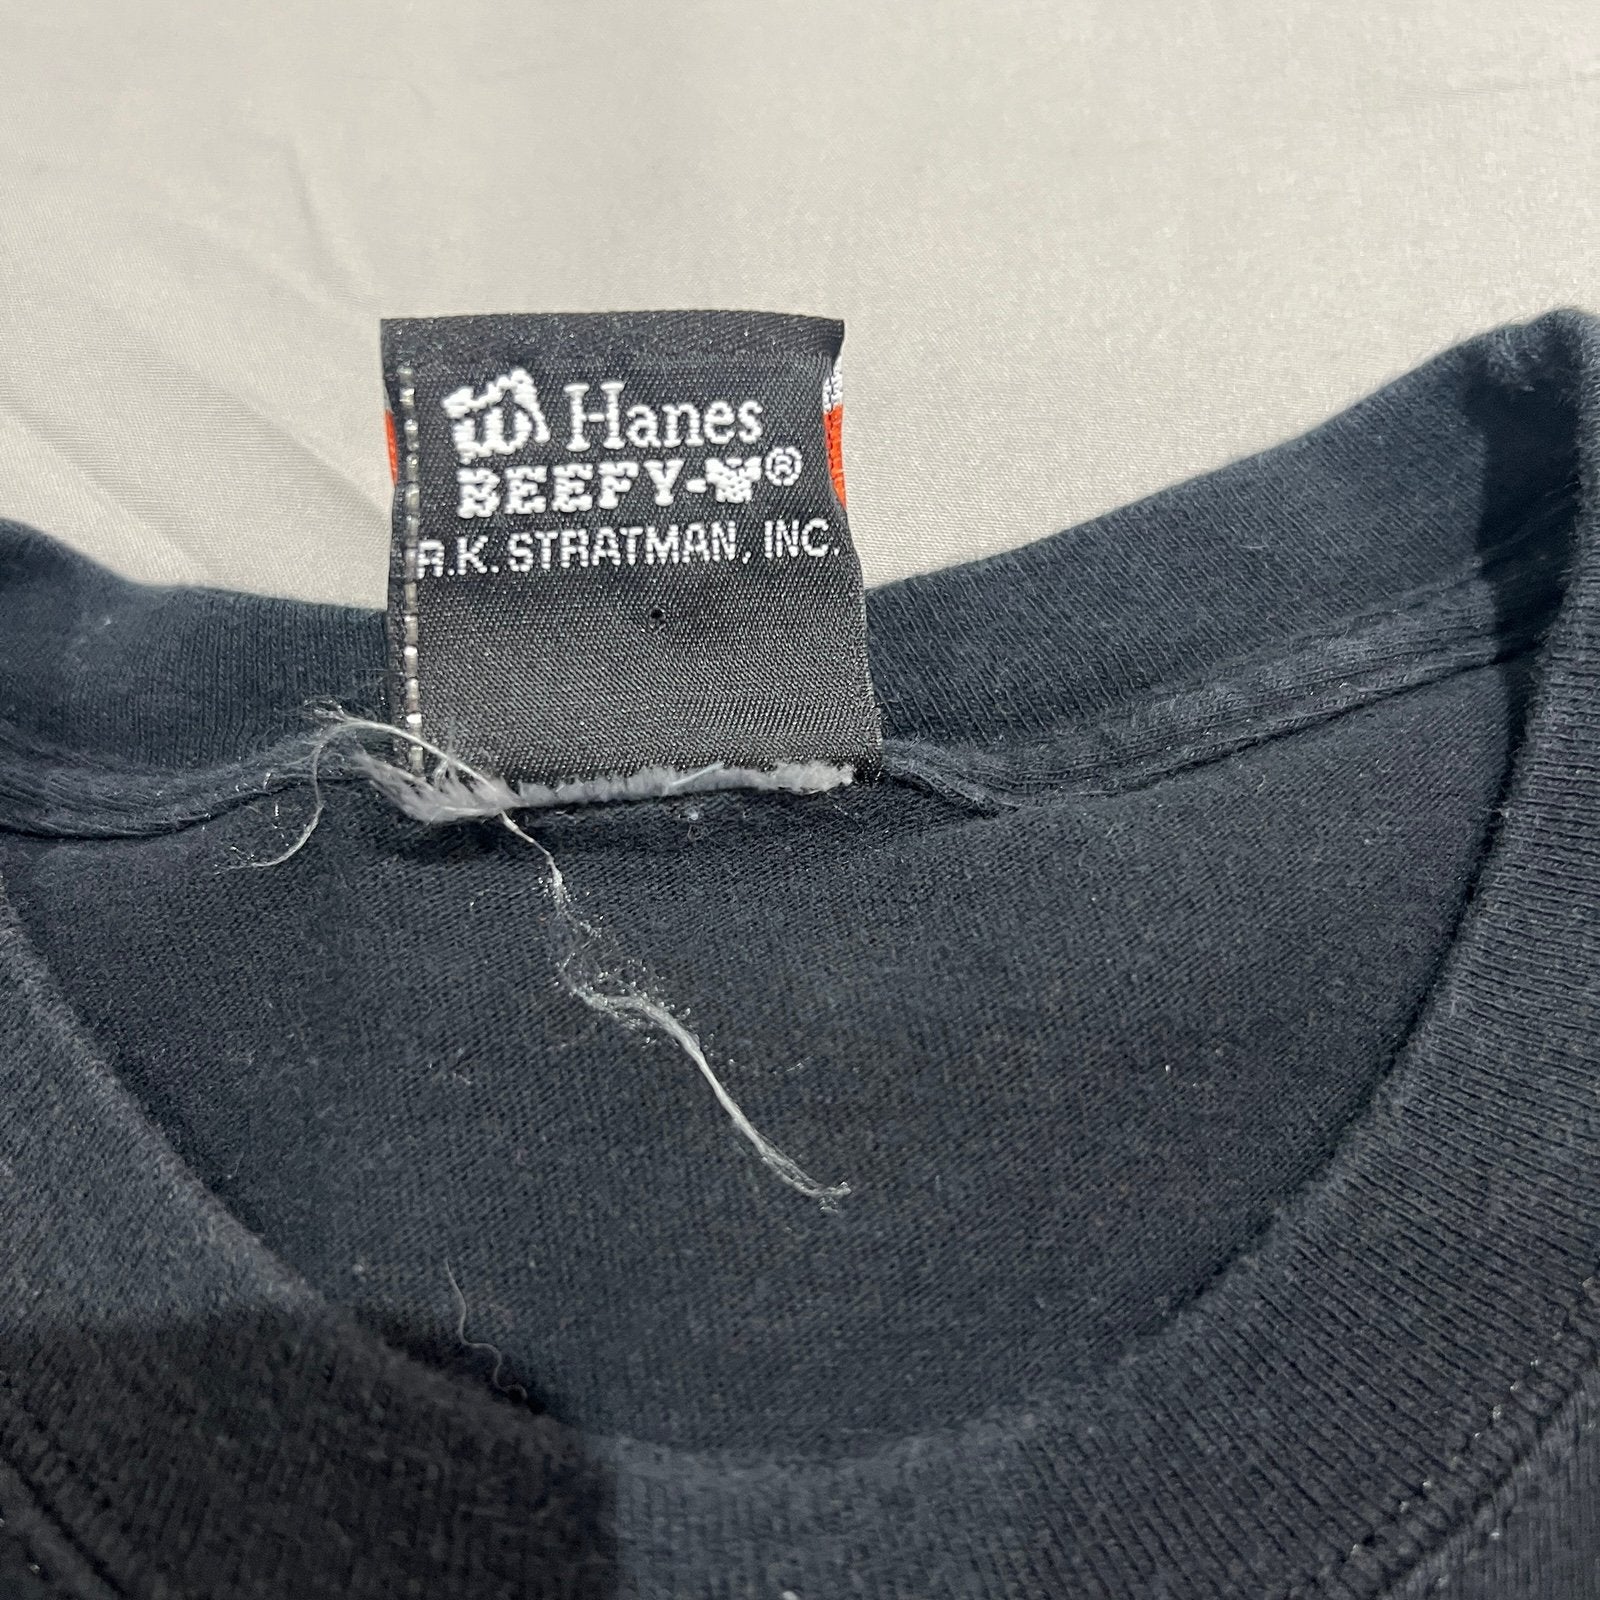 Hanes
BEEFY-T®
R.K. STRATMAN, INC.